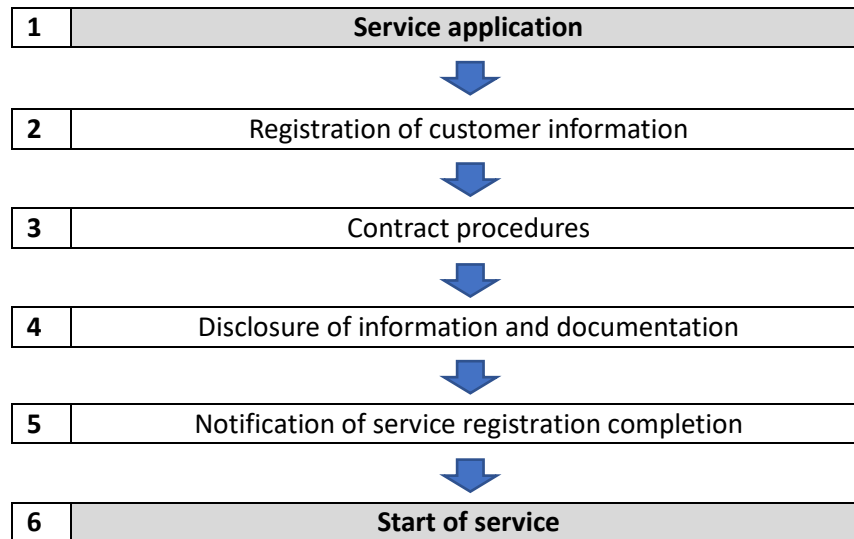 1 Service application
2 Registration of customer information
3 Contract procedures
4 Disclosure of information and documentation
5 Notification of service registration completion
6 Start of service